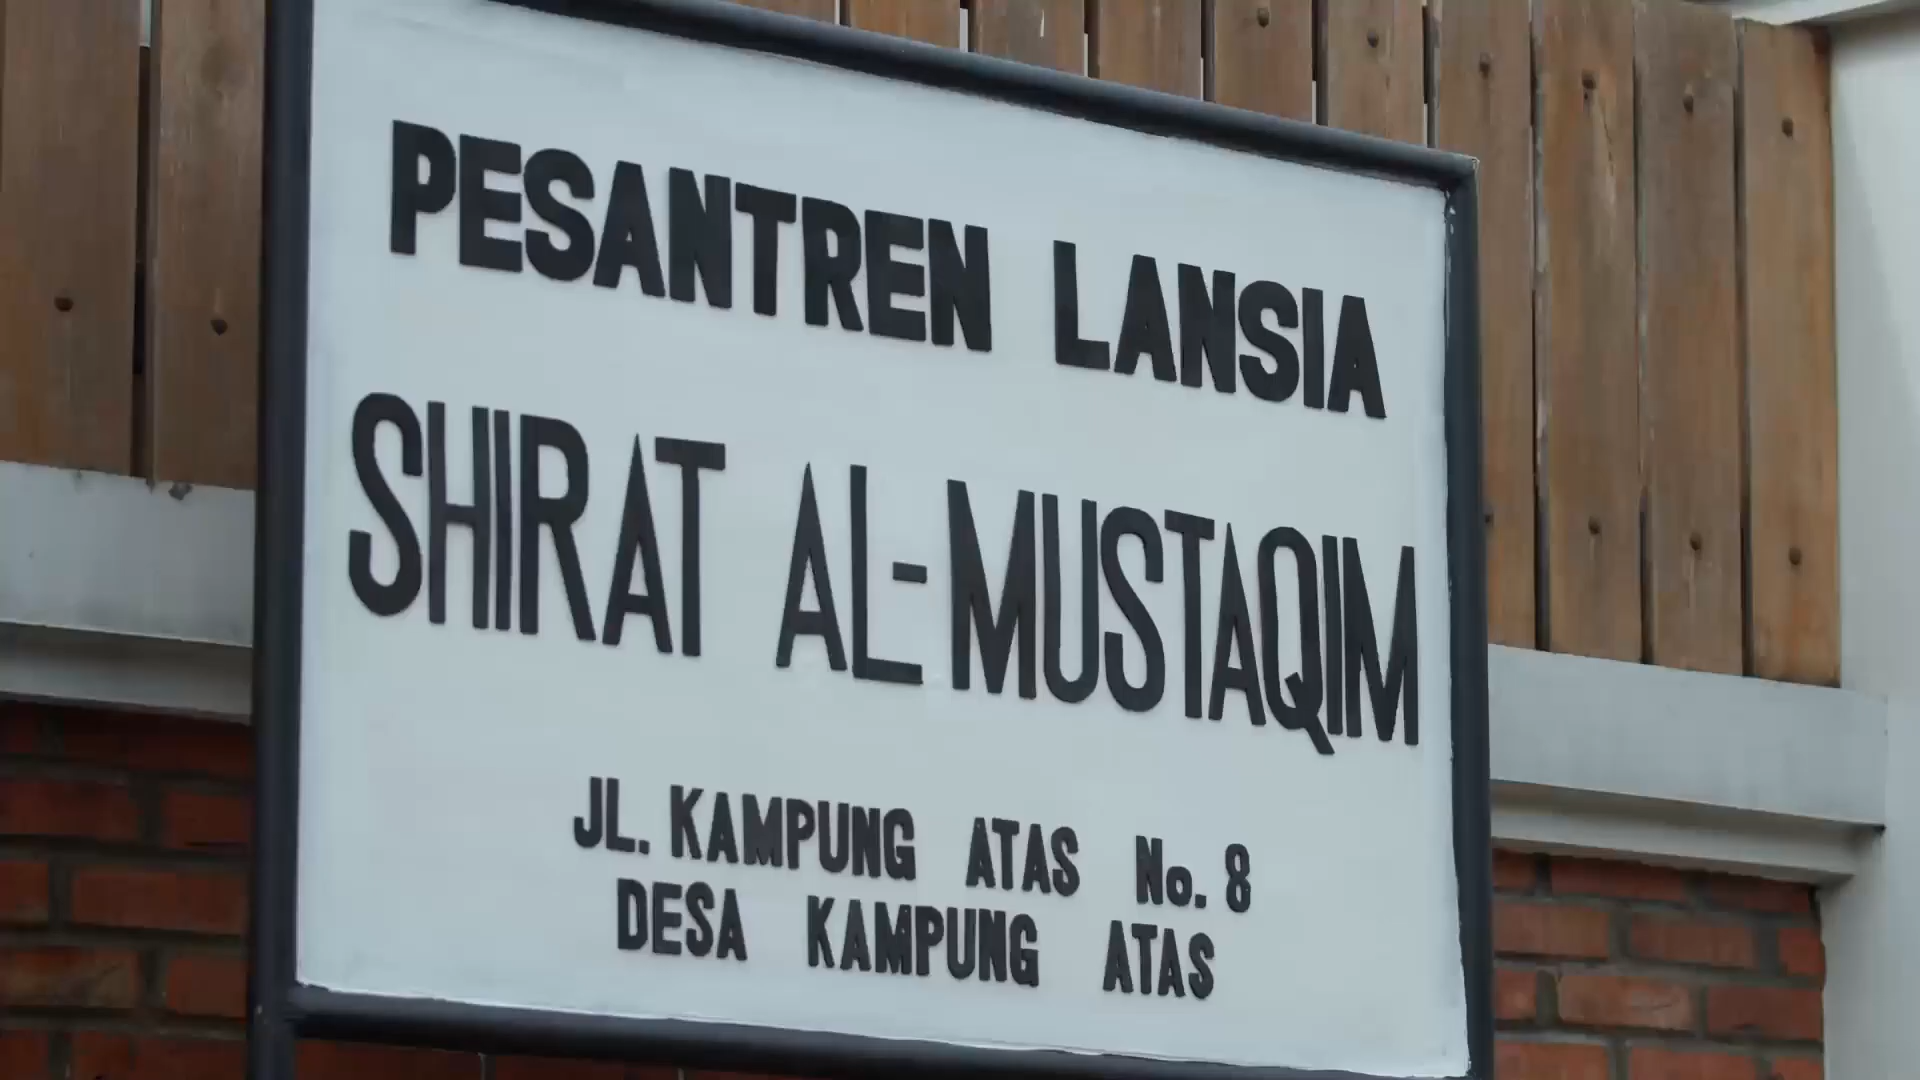 PESANTREN LANSIA
SHIRAT AL-MUSTAQIM
JL. KAMPUNG ATAS No. 8
DESA KAMPUNG ATAS